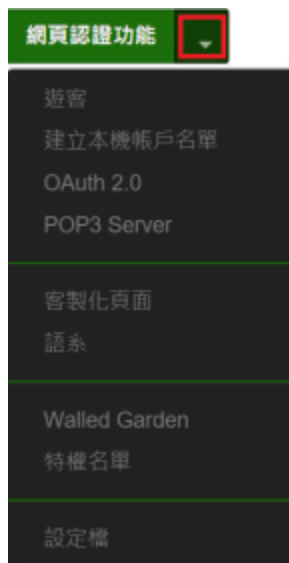 網頁認證功能
遊客
建立本機帳戶名單
OAuth 2.0
POP3 Server
客製化頁面
語系
Walled Garden
特權名單
設定檔